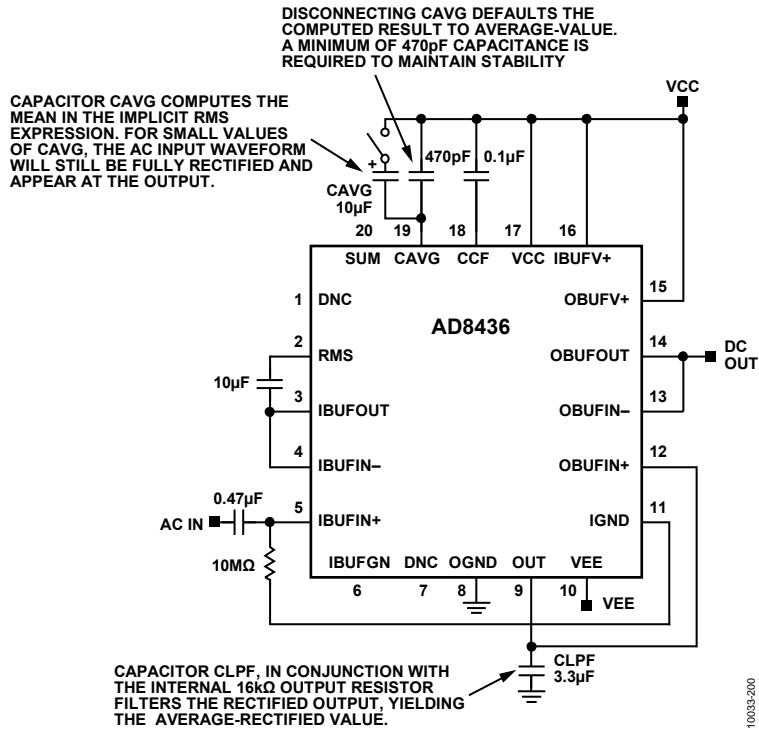 DISCONNECTING CAVG DEFAULTS THE
COMPUTED RESULT TO AVERAGE-VALUE.
A MINIMUM OF 470pF CAPACITANCE IS
REQUIRED TO MAINTAIN STABILITY
VCC
CAPACITOR CAVG COMPUTES THE
MEAN IN THE IMPLICIT RMS
EXPRESSION. FOR SMALL VALUES
OF CAVG, THE AC INPUT WAVEFORM
WILL STILL BE FULLY RECTIFIED AND
APPEAR AT THE OUTPUT.
+
470pF 0.1µF
CAVG
10µF
20 19 18 17 16
SUM CAVG CCF VCC IBUFV+
1 DNC
OBUFV+ 15
AD8436
2 RMS
OBUFOUT 14
DC
OUT
10µF
3 IBUFOUT
OBUFIN– 13
4 IBUFIN–
OBUFIN+ 12
0.47µF
AC IN
5 IBUFIN+
IGND 11
10MΩ
IBUFGN DNC OGND OUT VEE
6 7 8 9 10
VEE
CLPF
3.3µF
CAPACITOR CLPF, IN CONJUNCTION WITH
THE INTERNAL 16kΩ OUTPUT RESISTOR
FILTERS THE RECTIFIED OUTPUT, YIELDING
THE AVERAGE-RECTIFIED VALUE.
10033-200